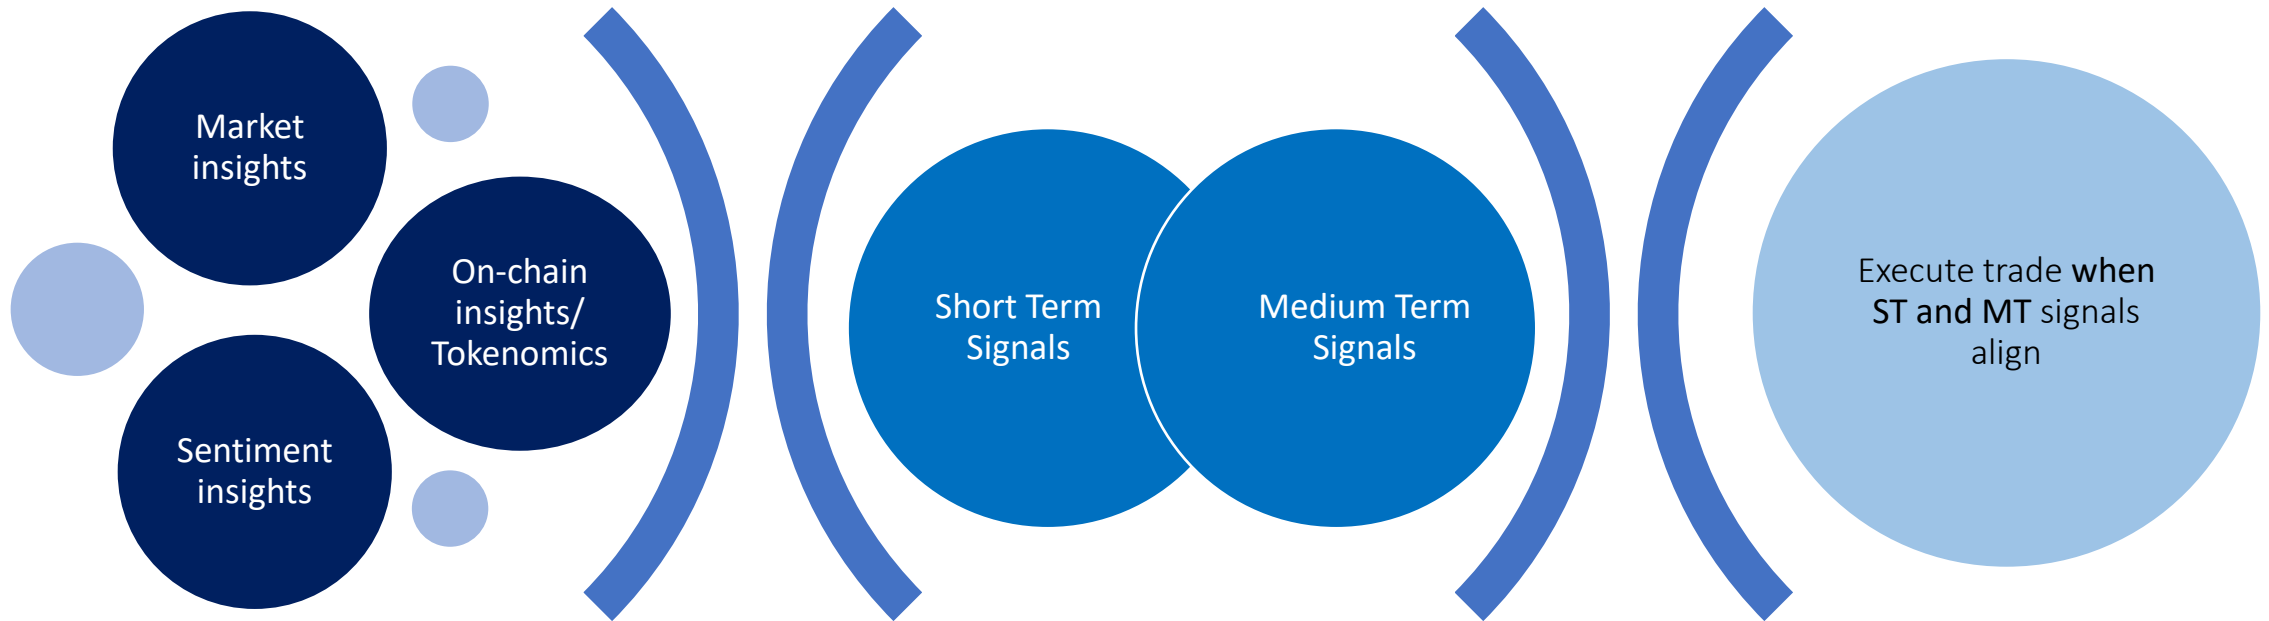 Market
insights
On-chain
insights/
Tokenomics
Sentiment
insights
Short Term
Signals
Medium Term
Signals
Execute trade when
ST and MT signals
align